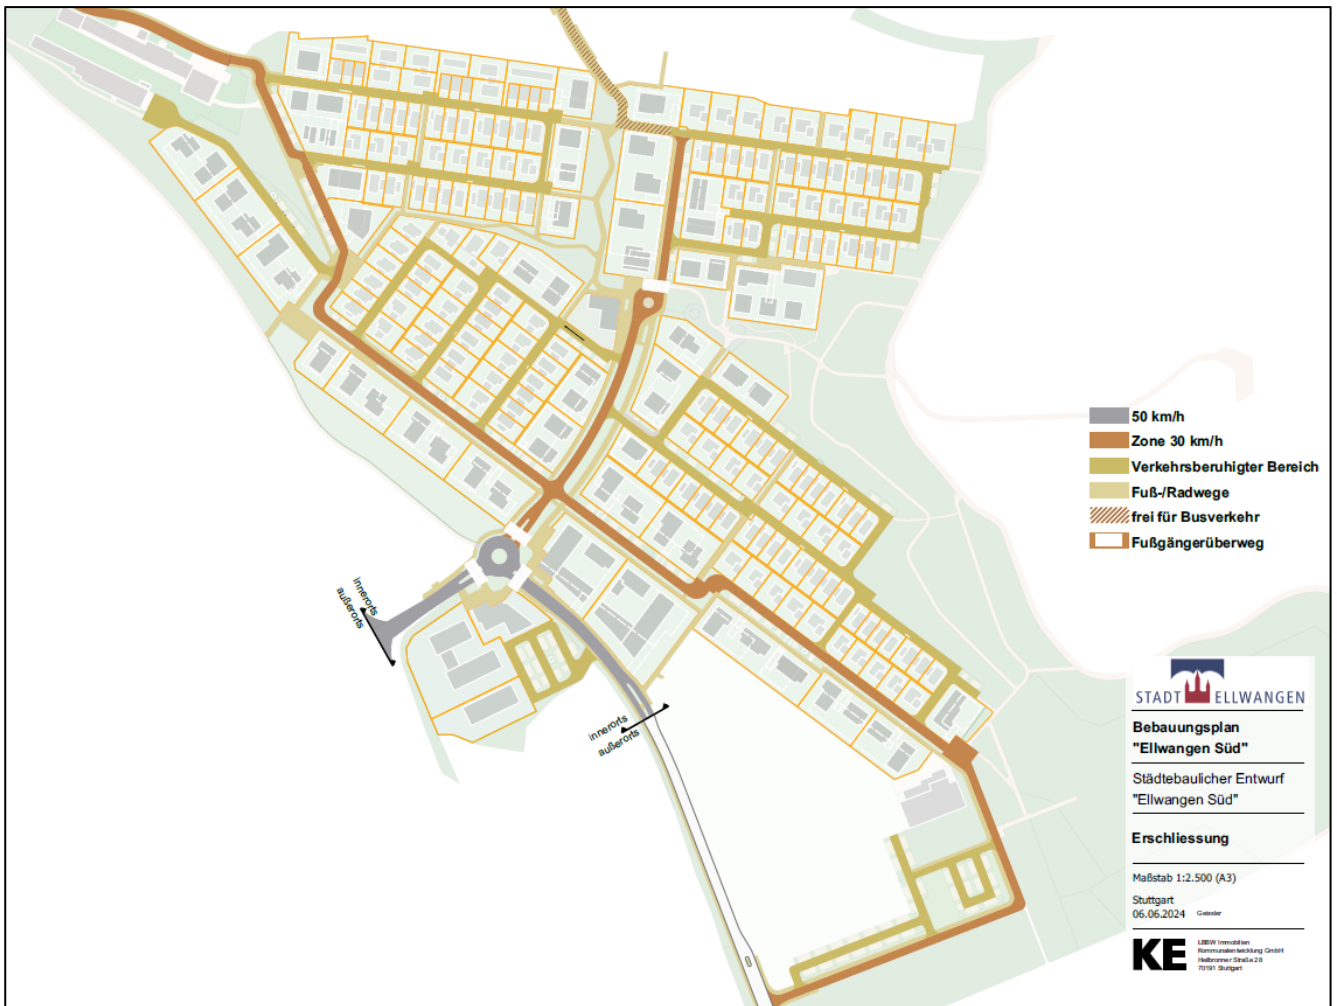 50 km/h
Zone 30 km/h
Verkehrsberuhigter Bereich
Fuß-/Radwege
frei für Busverkehr
Fußgängerüberweg
innerorts
außerorts
innerorts
außerorts
STADT ELLWANGEN
Bebauungsplan
"Ellwangen Süd"
Städtebaulicher Entwurf
"Ellwangen Süd"
Erschliessung
Maßstab 1:2.500 (A3)
Stuttgart
06.06.2024 Geissler
KE
LBBW Immobilien
Kommunalentwicklung GmbH
Heilbronner Straße 28
70191 Stuttgart